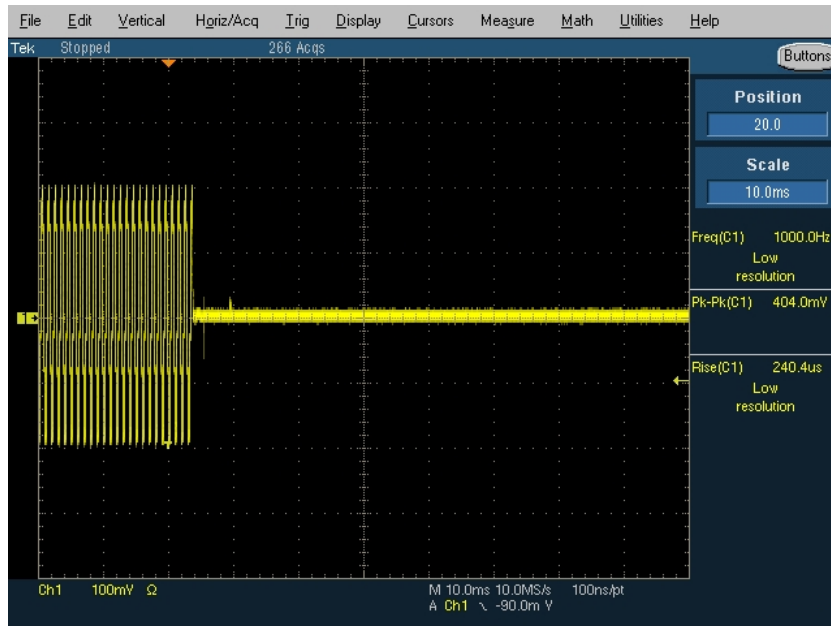 File Edit Vertical Horiz/Acq Trig Display Cursors Measure Math Utilities Help
Tek Stopped 266 Acqs Buttons
Position
20.0
Scale
10.0ms
Freq(C1) 1000.0Hz
Low
resolution
Pk-Pk(C1) 404.0mV
Rise(C1) 240.4us
Low
resolution
1
T
Ch1 100mV Ω M 10.0ms 10.0MS/s 100ns/pt
A Ch1 -90.0m V